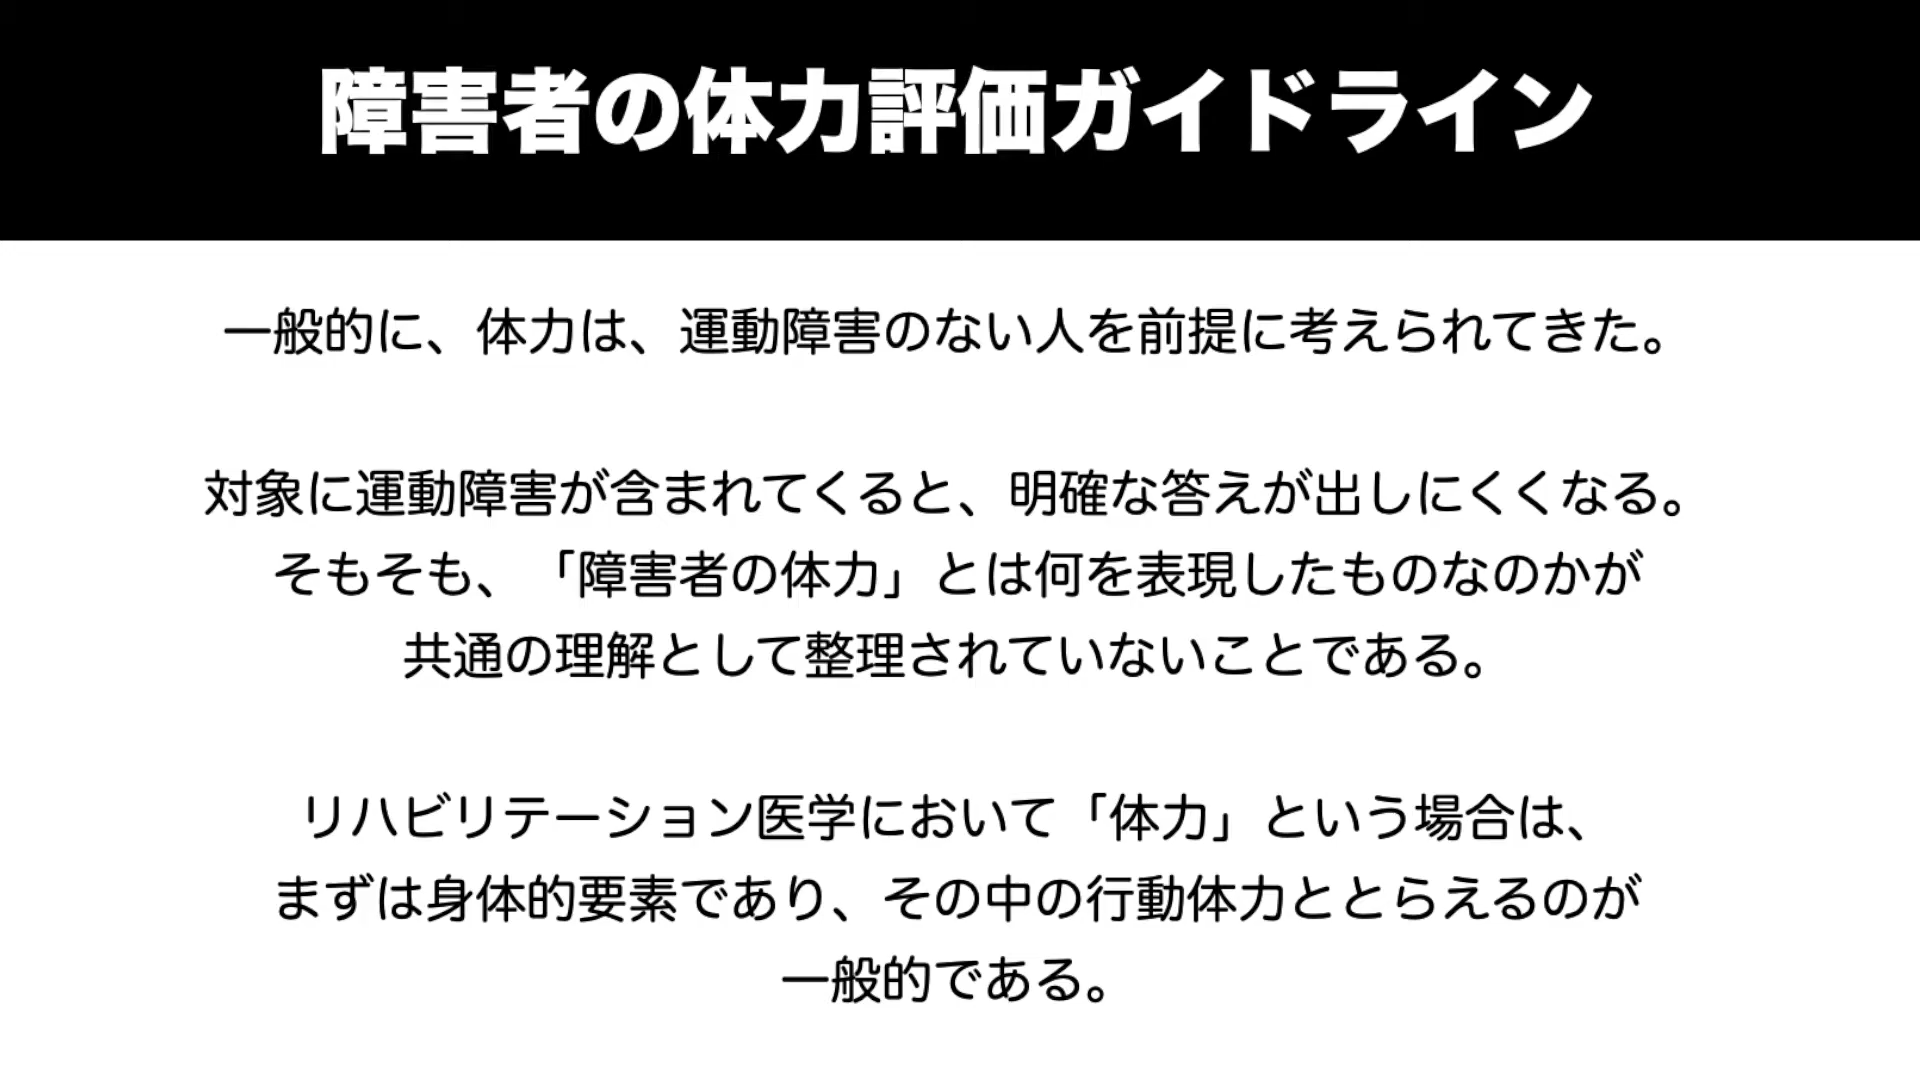 障害者の体力評価ガイドライン
一般的に、体力は、運動障害のない人を前提に考えられてきた。
対象に運動障害が含まれてくると、明確な答えが出しにくくなる。
そもそも、「障害者の体力」とは何を表現したものなのかが
共通の理解として整理されていないことである。
リハビリテーション医学において「体力」という場合は、
まずは身体的要素であり、その中の行動体力ととらえるのが
一般的である。